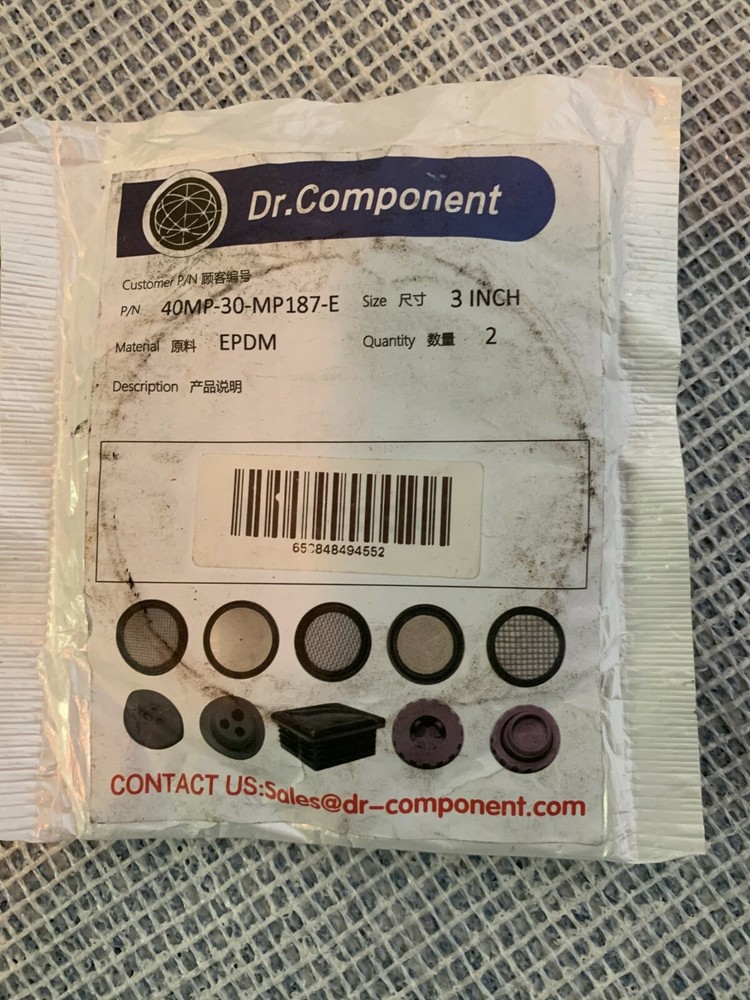 Dr.Component
Customer P/N 顾客编号
P/N 40MP-30-MP187-E Size 尺寸 3 INCH
Material 原料 EPDM Quantity 数量 2
Description 产品说明
CONTACT US:Sales@dr-component.com